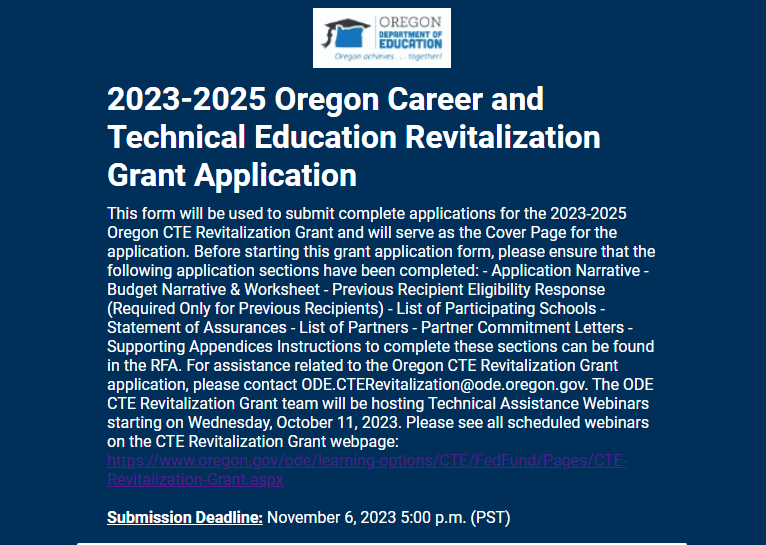 OREGON
DEPARTMENT OF
EDUCATION
Oregon achieves . . . together!
2023-2025 Oregon Career and
Technical Education Revitalization
Grant Application
This form will be used to submit complete applications for the 2023-2025
Oregon CTE Revitalization Grant and will serve as the Cover Page for the
application. Before starting this grant application form, please ensure that the
following application sections have been completed: - Application Narrative -
Budget Narrative & Worksheet - Previous Recipient Eligibility Response
(Required Only for Previous Recipients) - List of Participating Schools -
Statement of Assurances - List of Partners - Partner Commitment Letters -
Supporting Appendices Instructions to complete these sections can be found
in the RFA. For assistance related to the Oregon CTE Revitalization Grant
application, please contact ODE.CTERevitalization@ode.oregon.gov. The ODE
CTE Revitalization Grant team will be hosting Technical Assistance Webinars
starting on Wednesday, October 11, 2023. Please see all scheduled webinars
on the CTE Revitalization Grant webpage:
https://www.oregon.gov/ode/learning-options/CTE/FedFund/Pages/CTE-
Revitalization-Grant.aspx
Submission Deadline: November 6, 2023 5:00 p.m. (PST)